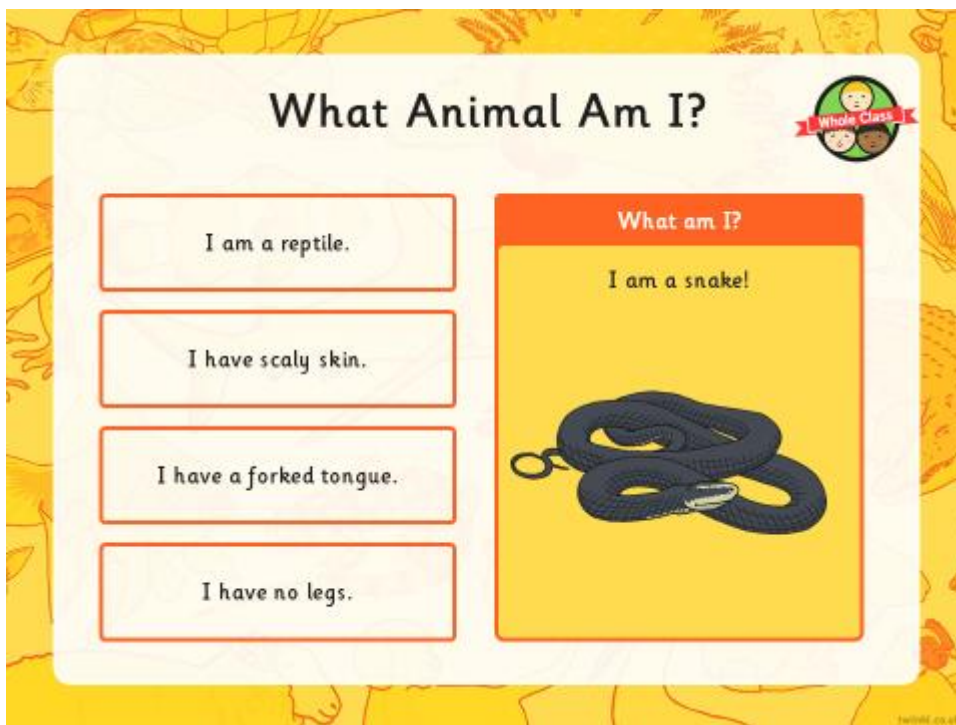 What Animal Am I?
Whole Class
I am a reptile.
I have scaly skin.
I have a forked tongue.
I have no legs.
What am I?
I am a snake!